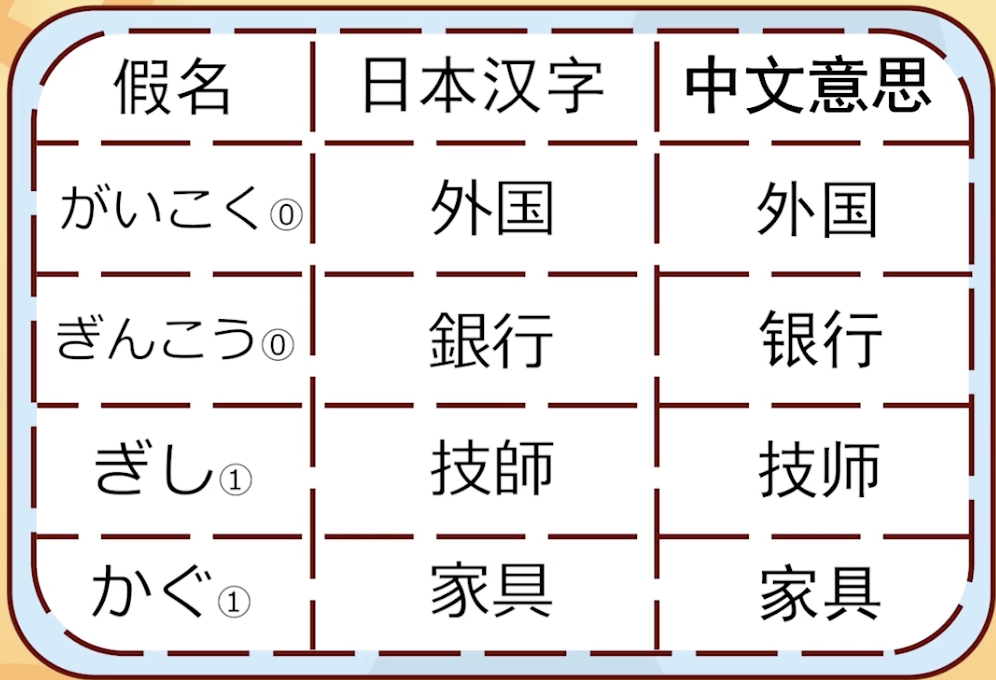 假名 日本汉字 中文意思
がいこく⓪ 外国 外国
ぎんこう⓪ 銀行 银行
ぎし① 技師 技师
かぐ① 家具 家具